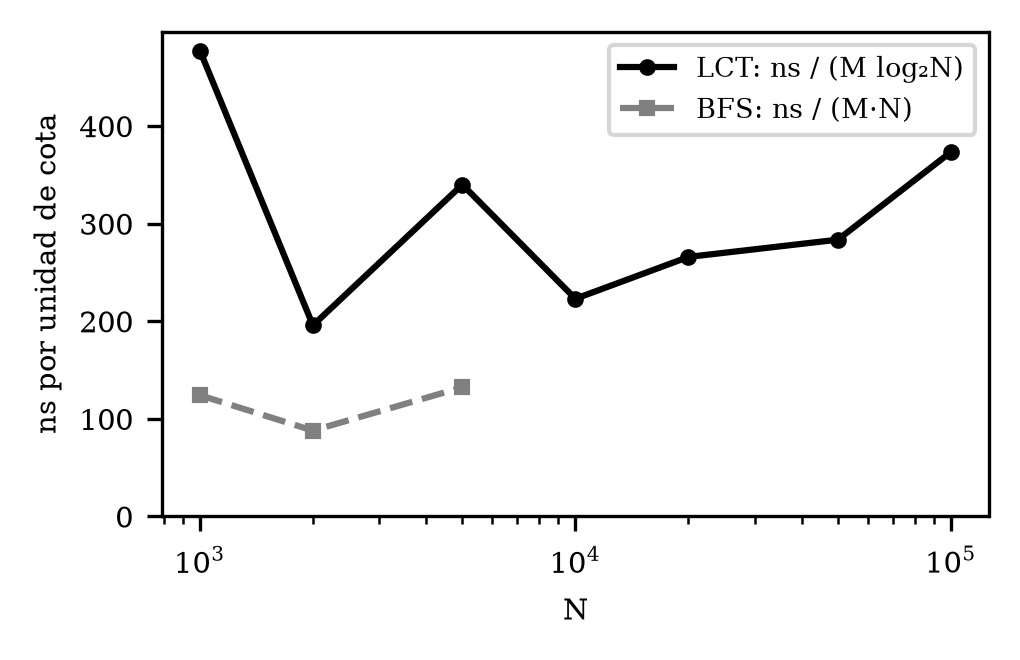 LCT: ns / (M log₂N)
BFS: ns / (M·N)
ns por unidad de cota
400
300
200
100
0
10³
10⁴
10⁵
N